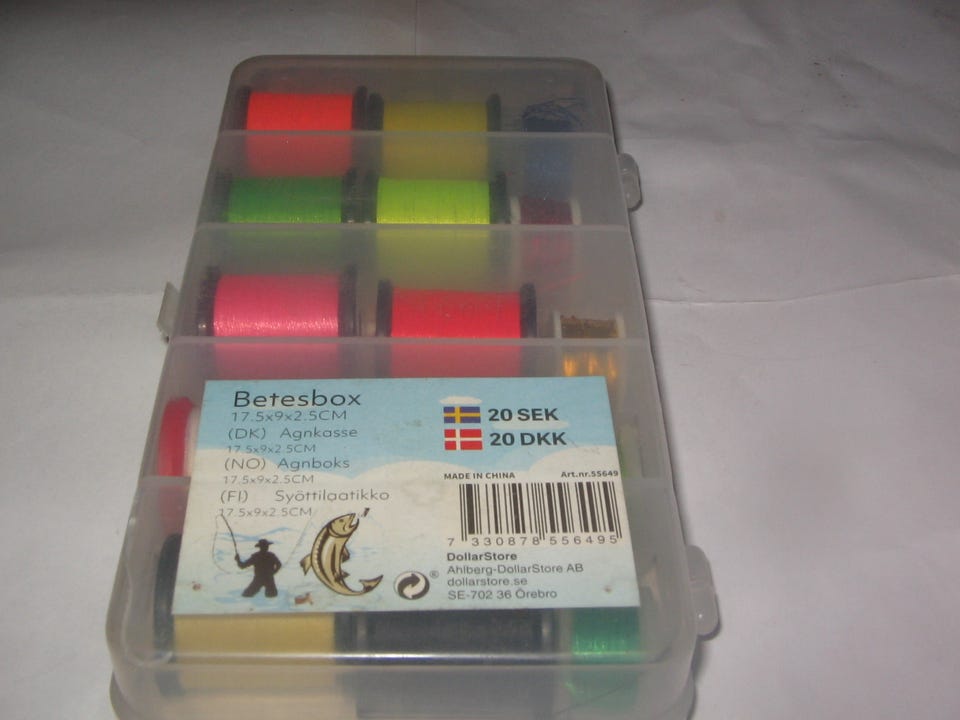 Betesbox
17.5x9x2.5CM
(DK) Agnkasse
17.5x9x2.5CM
(NO) Agnboks
17.5x9x2.5CM
(FI) Syöttilaatikko
17.5x9x2.5CM
20 SEK
20 DKK
MADE IN CHINA Art.nr.55649
7 330878 556495
DollarStore
Ahlberg-DollarStore AB
dollarstore.se
SE-702 36 Örebro
®